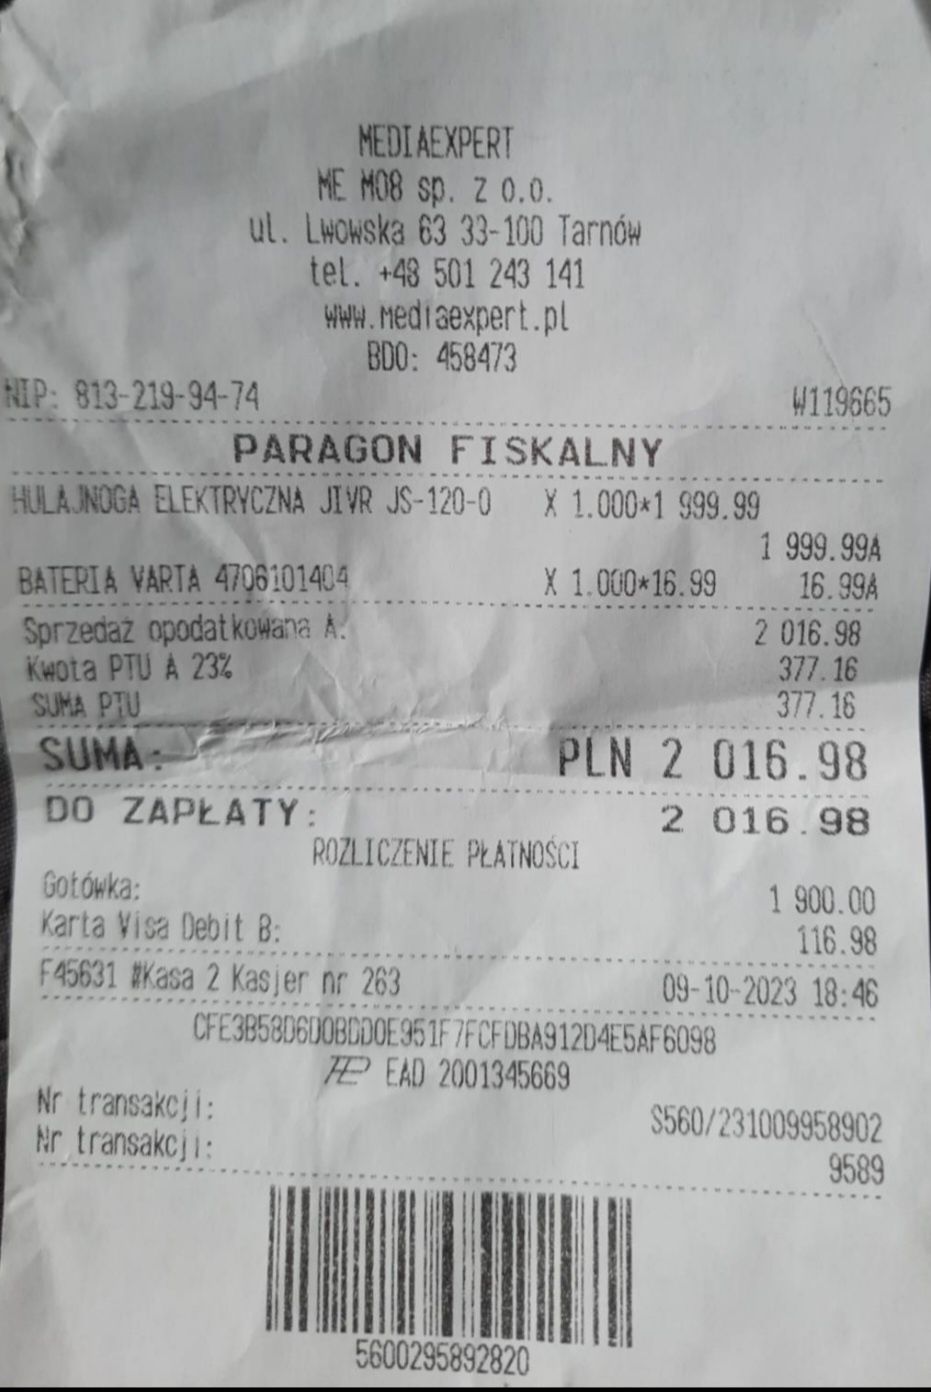 MEDIAEXPERT
ME M08 sp. z o.o.
ul. Lwowska 63 33-100 Tarnów
tel. +48 501 243 141
www.mediaexpert.pl
BDO: 458473
NIP: 813-219-94-74 W119665
PARAGON FISKALNY
HULAJNOGA ELEKTRYCZNA JIVR JS-120-0 X 1.000*1 999.99
1 999.99A
BATERIA VARTA 4706101404 X 1.000*16.99 16.99A
Sprzedaż opodatkowana A: 2 016.98
Kwota PTU A 23% 377.16
SUMA PTU 377.16
SUMA: PLN 2 016.98
DO ZAPŁATY: 2 016.98
ROZLICZENIE PŁATNOŚCI
Gotówka: 1 900.00
Karta Visa Debit B: 116.98
F45631 #Kasa 2 Kasjer nr 263 09-10-2023 18:46
CFE3B58D6D0BDD0E951F7FCFDBA912D4E5AF6098
EAD 2001345669
Nr transakcji: S560/231009958902
Nr transakcji: 9589
5600295892820